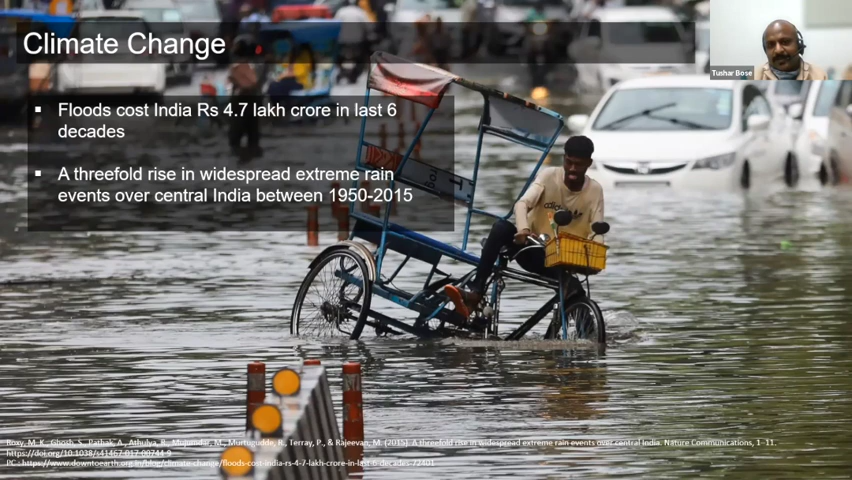 Climate Change
Tushar Bose
▪ Floods cost India Rs 4.7 lakh crore in last 6
decades
▪ A threefold rise in widespread extreme rain
events over central India between 1950-2015
adidas
Roxy, M. K., Ghosh, S., Pathak, A., Athulya, R., Mujumdar, M., Murtugudde, R., Terray, P., & Rajeevan, M. (2015). A threefold rise in widespread extreme rain events over central India. Nature Communications, 1–11.
https://doi.org/10.1038/s41467-017-00744-9
PC : https://www.downtoearth.org.in/blog/climate-change/floods-cost-india-rs-4-7-lakh-crore-in-last-6-decades-72401